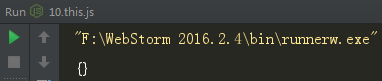 Run 10.this.js
"F:\WebStorm 2016.2.4\bin\runnerw.exe"
{}